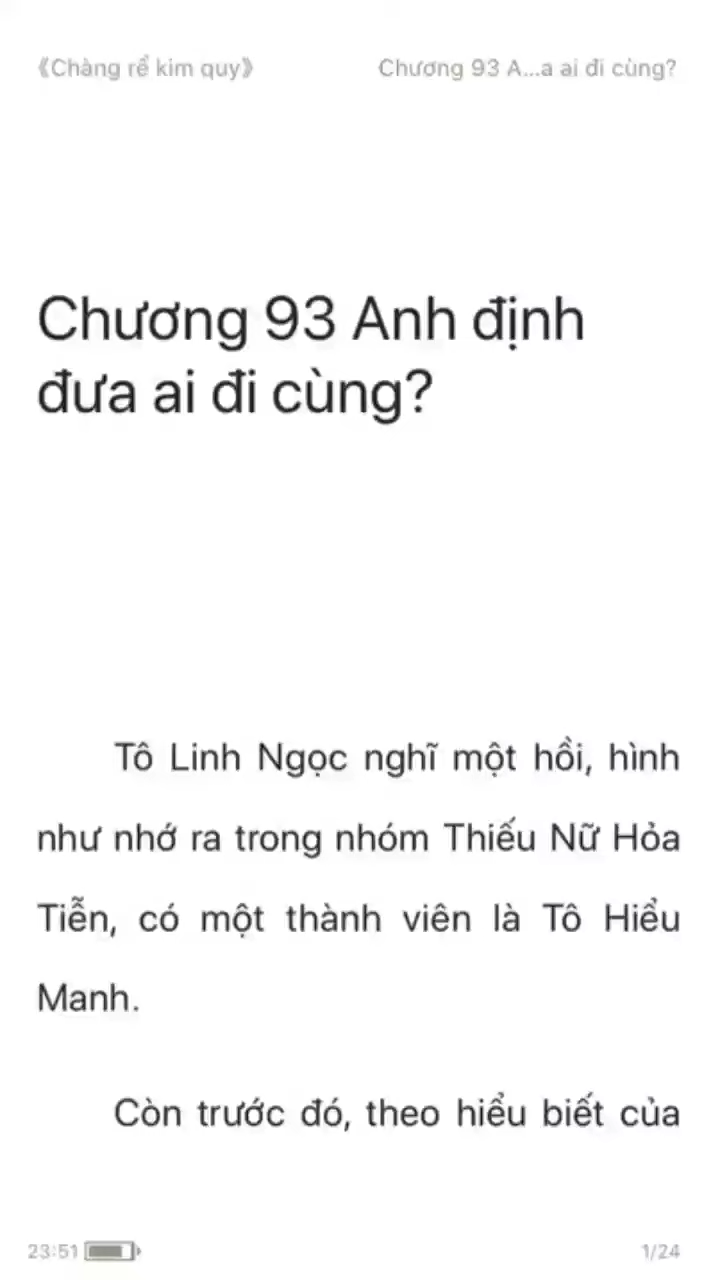 《Chàng rể kim quy》
Chương 93 A...a ai đi cùng?
Chương 93 Anh định
đưa ai đi cùng?
Tô Linh Ngọc nghĩ một hồi, hình
như nhớ ra trong nhóm Thiếu Nữ Hỏa
Tiễn, có một thành viên là Tô Hiểu
Manh.
Còn trước đó, theo hiểu biết của
23:51
1/24